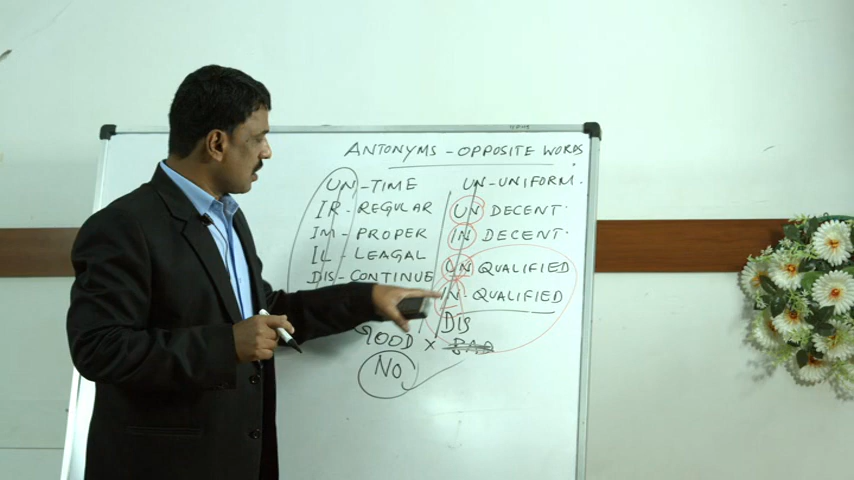 ANTONYMS - OPPOSITE WORDS
UN - TIME
IR - REGULAR
IM - PROPER
IL - LEAGAL
DIS - CONTINUE
GOOD × BAD
NO
UN - UNIFORM.
UN DECENT.
IN DECENT.
UN QUALIFIED
IN - QUALIFIED
DIS